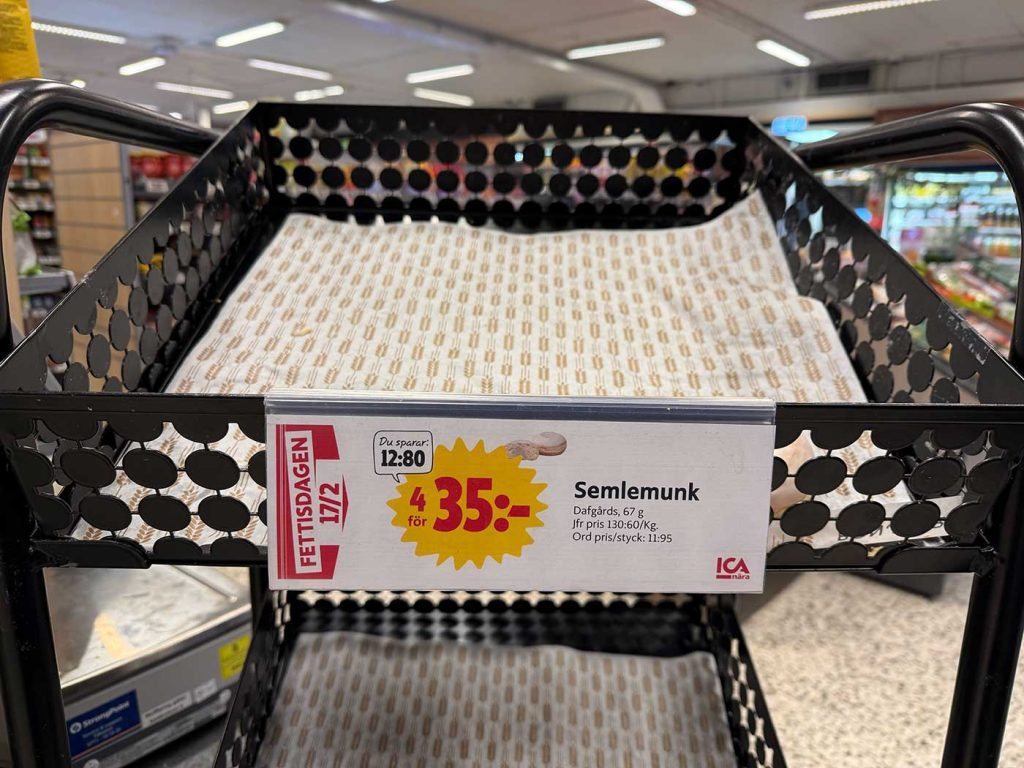 FETTISDAGEN
17/2
Du sparar:
12:80
4
för
35:-
Semlemunk
Dafgårds, 67 g
Jfr pris 130:60/Kg.
Ord pris/styck: 11:95
ICA
nära
StrongPoint